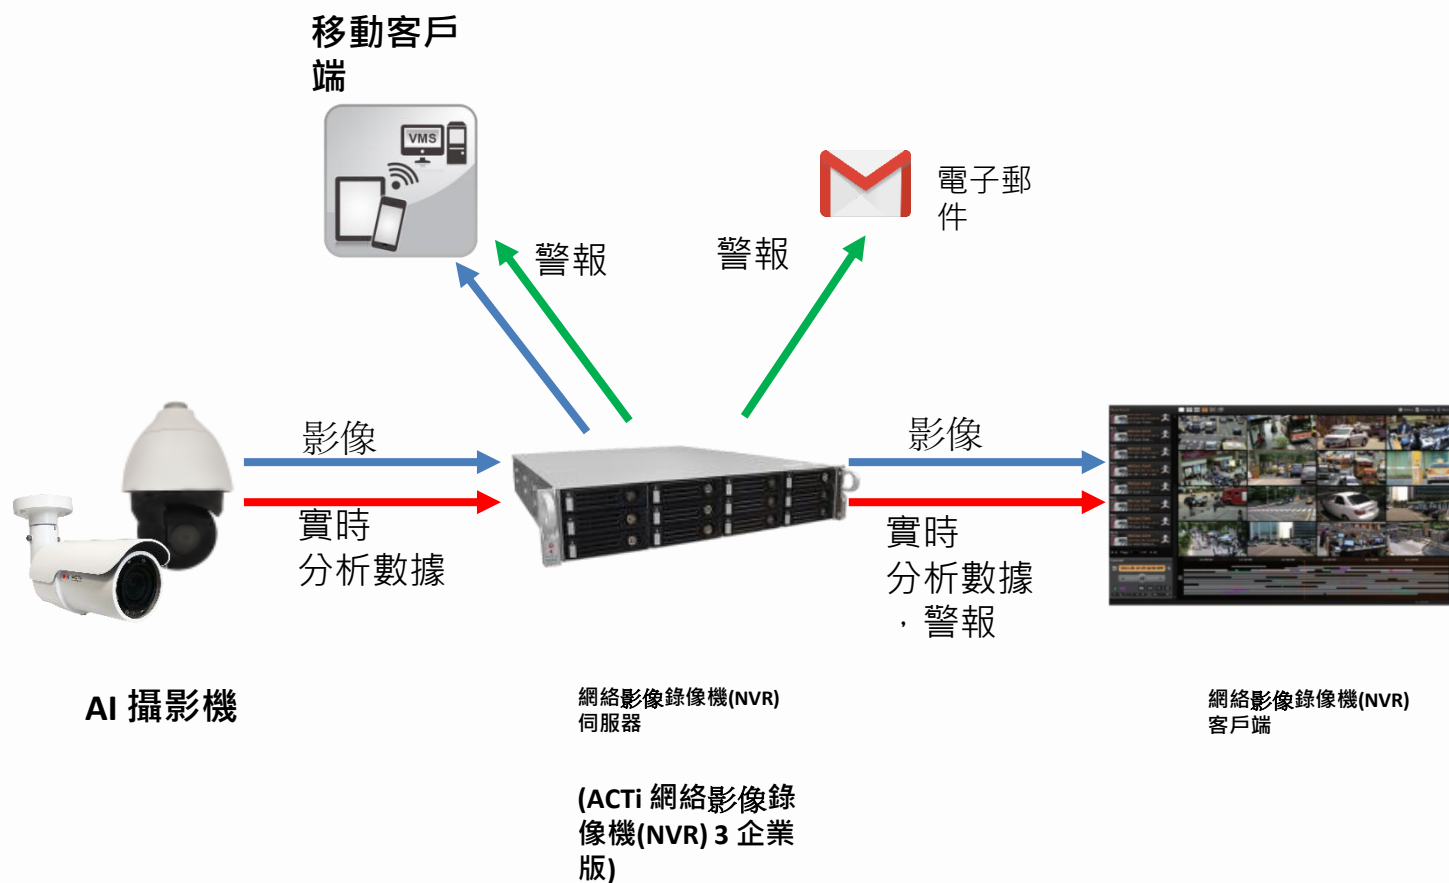 移動客戶
端
VMS
電子郵
件
警報
警報
影像
實時
分析數據
影像
實時
分析數據
，警報
AI 攝影機
網絡影像錄像機(NVR)
伺服器
網絡影像錄像機(NVR)
客戶端
(ACTi 網絡影像錄
像機(NVR) 3 企業
版)